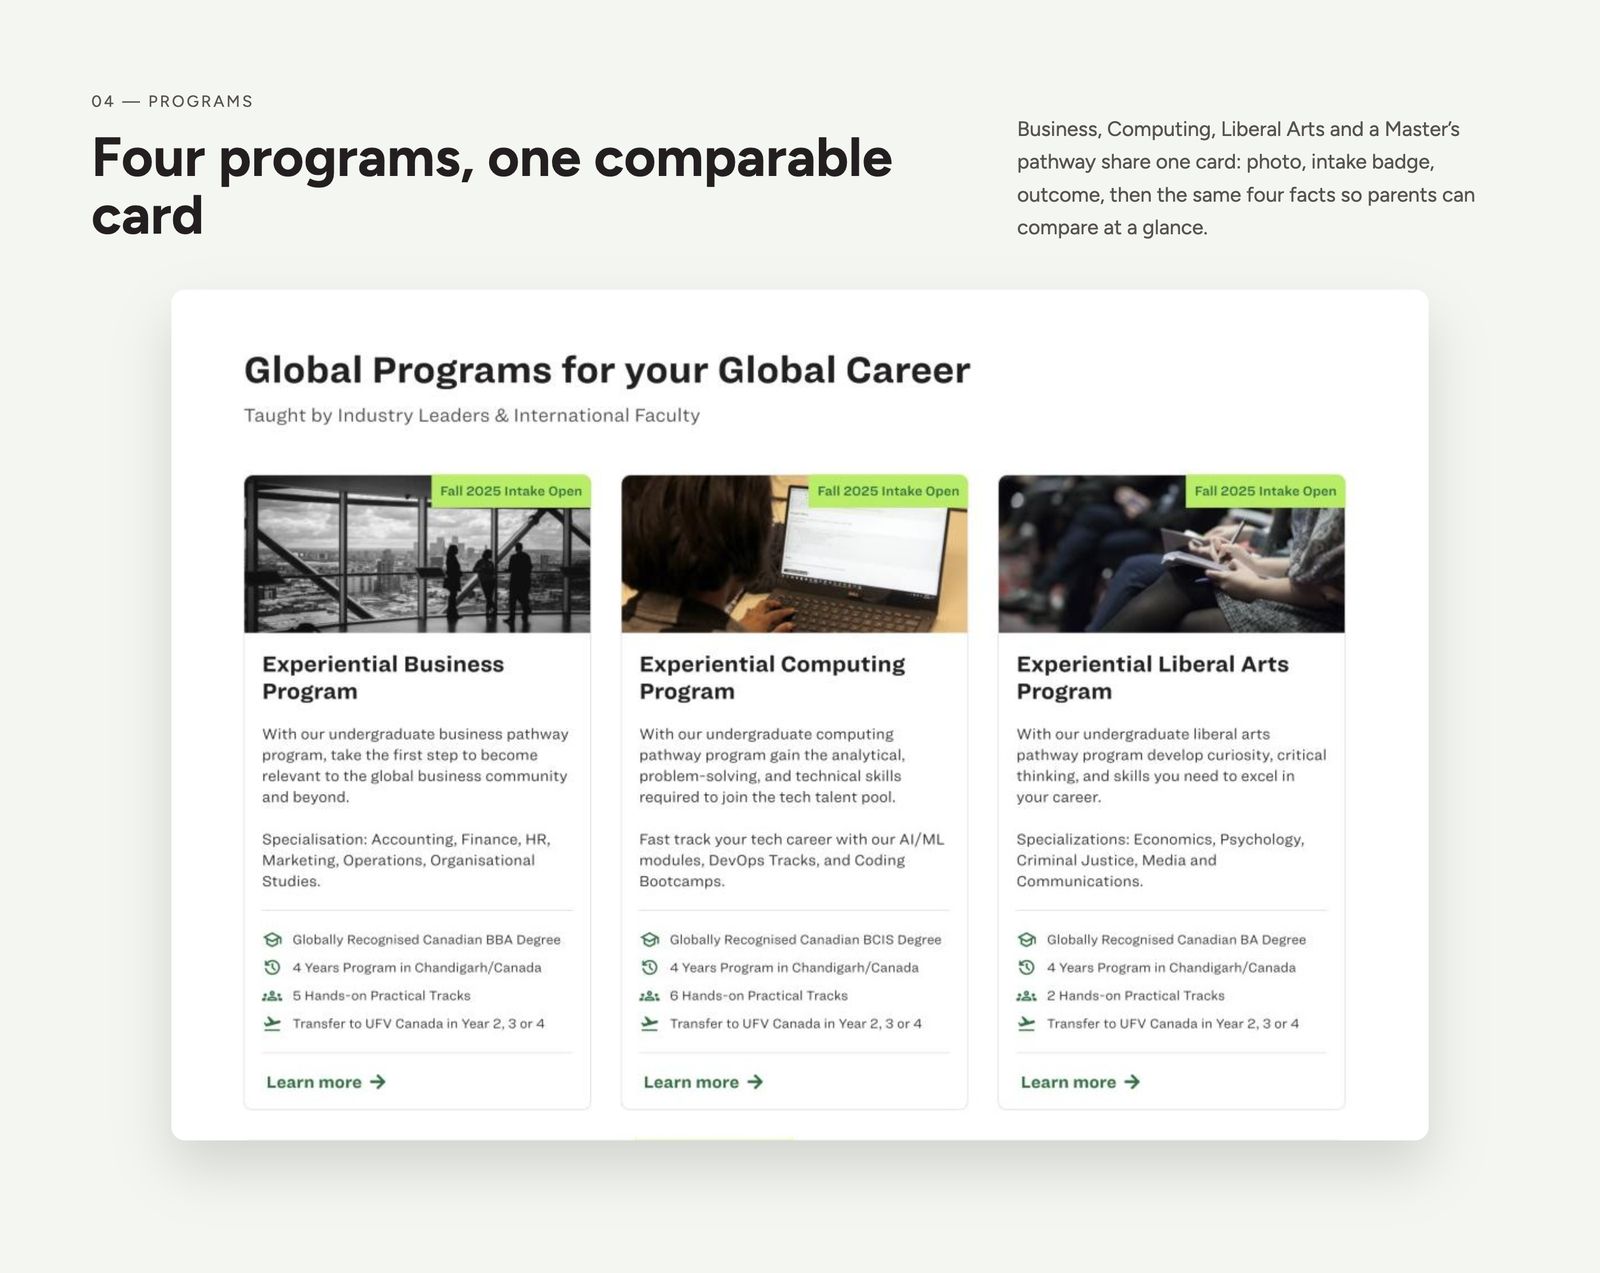 04 — PROGRAMS
Four programs, one comparable
card
Business, Computing, Liberal Arts and a Master's
pathway share one card: photo, intake badge,
outcome, then the same four facts so parents can
compare at a glance.
Global Programs for your Global Career
Taught by Industry Leaders & International Faculty
Fall 2025 Intake Open
Experiential Business
Program
With our undergraduate business pathway
program, take the first step to become
relevant to the global business community
and beyond.
Specialisation: Accounting, Finance, HR,
Marketing, Operations, Organisational
Studies.
Globally Recognised Canadian BBA Degree
4 Years Program in Chandigarh/Canada
5 Hands-on Practical Tracks
Transfer to UFV Canada in Year 2, 3 or 4
Learn more →
Fall 2025 Intake Open
Experiential Computing
Program
With our undergraduate computing
pathway program gain the analytical,
problem-solving, and technical skills
required to join the tech talent pool.
Fast track your tech career with our AI/ML
modules, DevOps Tracks, and Coding
Bootcamps.
Globally Recognised Canadian BCIS Degree
4 Years Program in Chandigarh/Canada
6 Hands-on Practical Tracks
Transfer to UFV Canada in Year 2, 3 or 4
Learn more →
Fall 2025 Intake Open
Experiential Liberal Arts
Program
With our undergraduate liberal arts
pathway program develop curiosity, critical
thinking, and skills you need to excel in
your career.
Specializations: Economics, Psychology,
Criminal Justice, Media and
Communications.
Globally Recognised Canadian BA Degree
4 Years Program in Chandigarh/Canada
2 Hands-on Practical Tracks
Transfer to UFV Canada in Year 2, 3 or 4
Learn more →